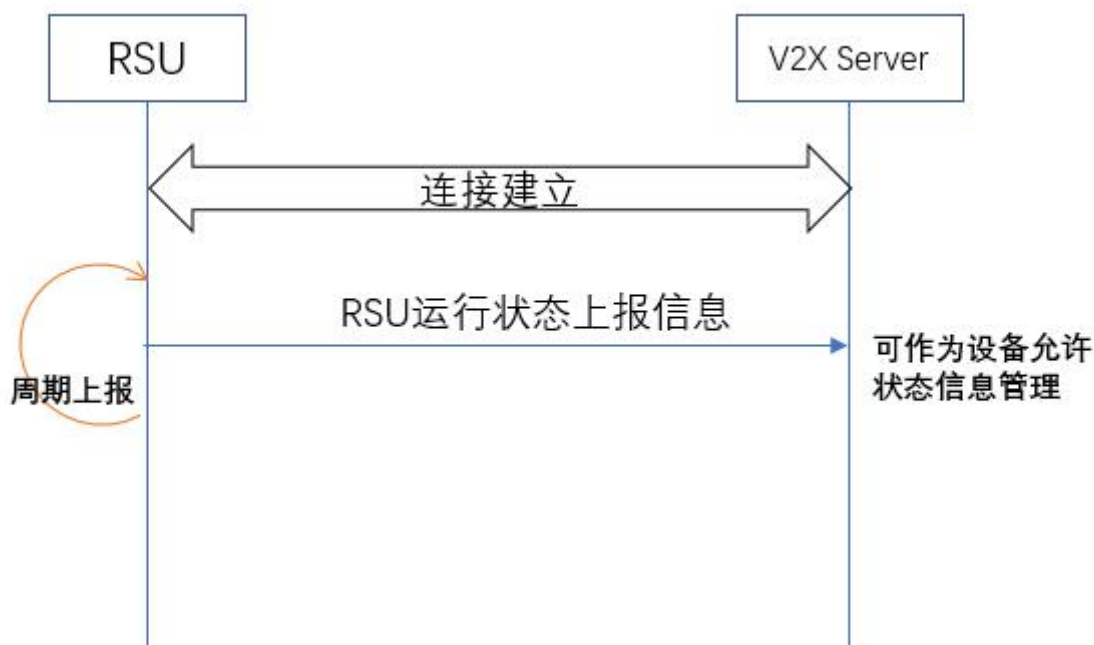 RSU
V2X Server
连接建立
RSU运行状态上报信息
周期上报
可作为设备允许
状态信息管理